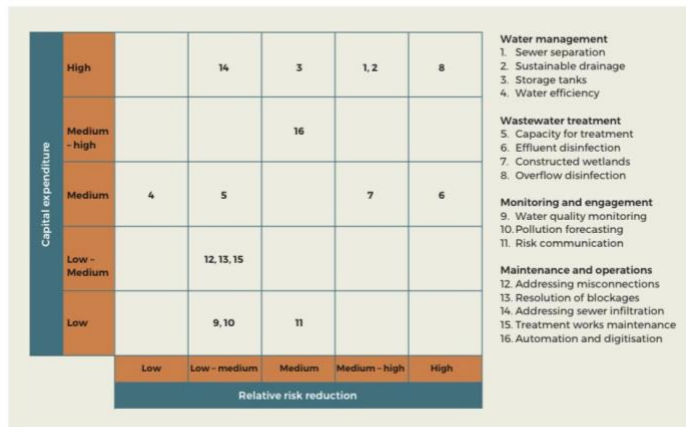 High 14 3 1, 2 8
Medium
– high
16
Capital expenditure
Medium 4 5 7 6
Low –
Medium
12, 13, 15
Low 9, 10 11
Low Low – medium Medium Medium – high High
Relative risk reduction
Water management
1. Sewer separation
2. Sustainable drainage
3. Storage tanks
4. Water efficiency
Wastewater treatment
5. Capacity for treatment
6. Effluent disinfection
7. Constructed wetlands
8. Overflow disinfection
Monitoring and engagement
9. Water quality monitoring
10. Pollution forecasting
11. Risk communication
Maintenance and operations
12. Addressing misconnections
13. Resolution of blockages
14. Addressing sewer infiltration
15. Treatment works maintenance
16. Automation and digitisation